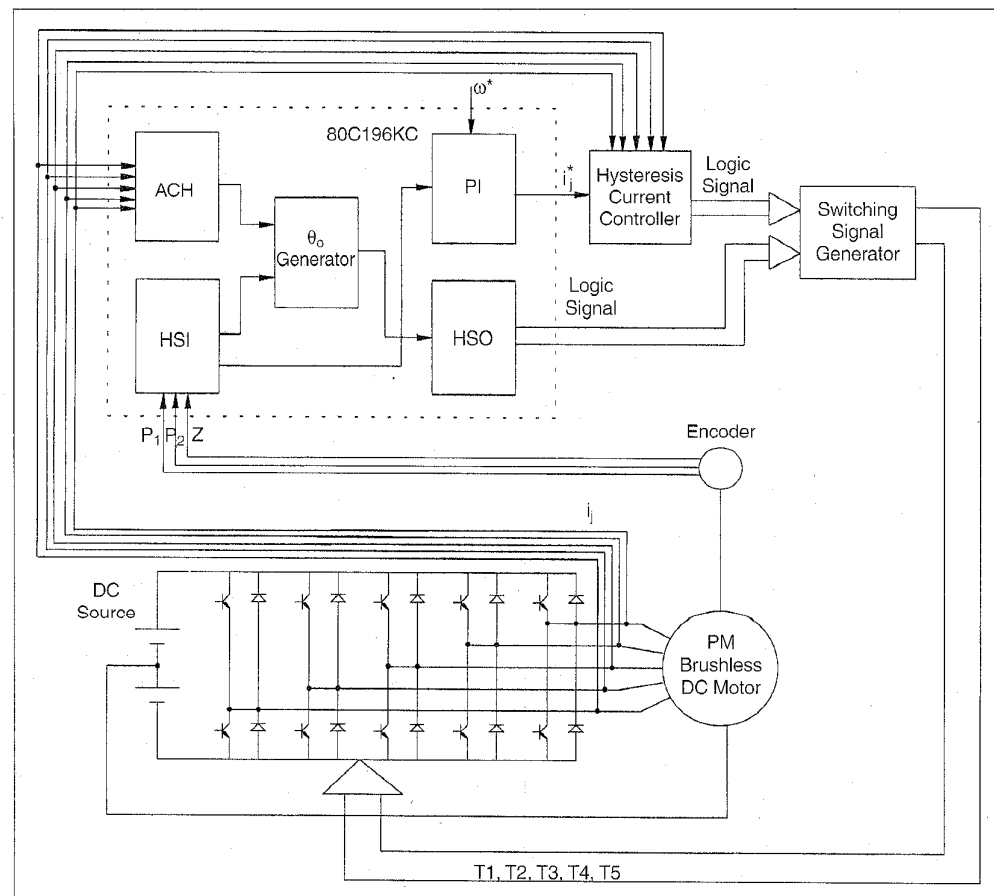 ω*
80C196KC
ACH
PI
i*j
Hysteresis
Current
Controller
Logic
Signal
Switching
Signal
Generator
θo
Generator
HSI
HSO
Logic
Signal
P1 P2 Z
Encoder
ij
DC
Source
PM
Brushless
DC Motor
T1, T2, T3, T4, T5